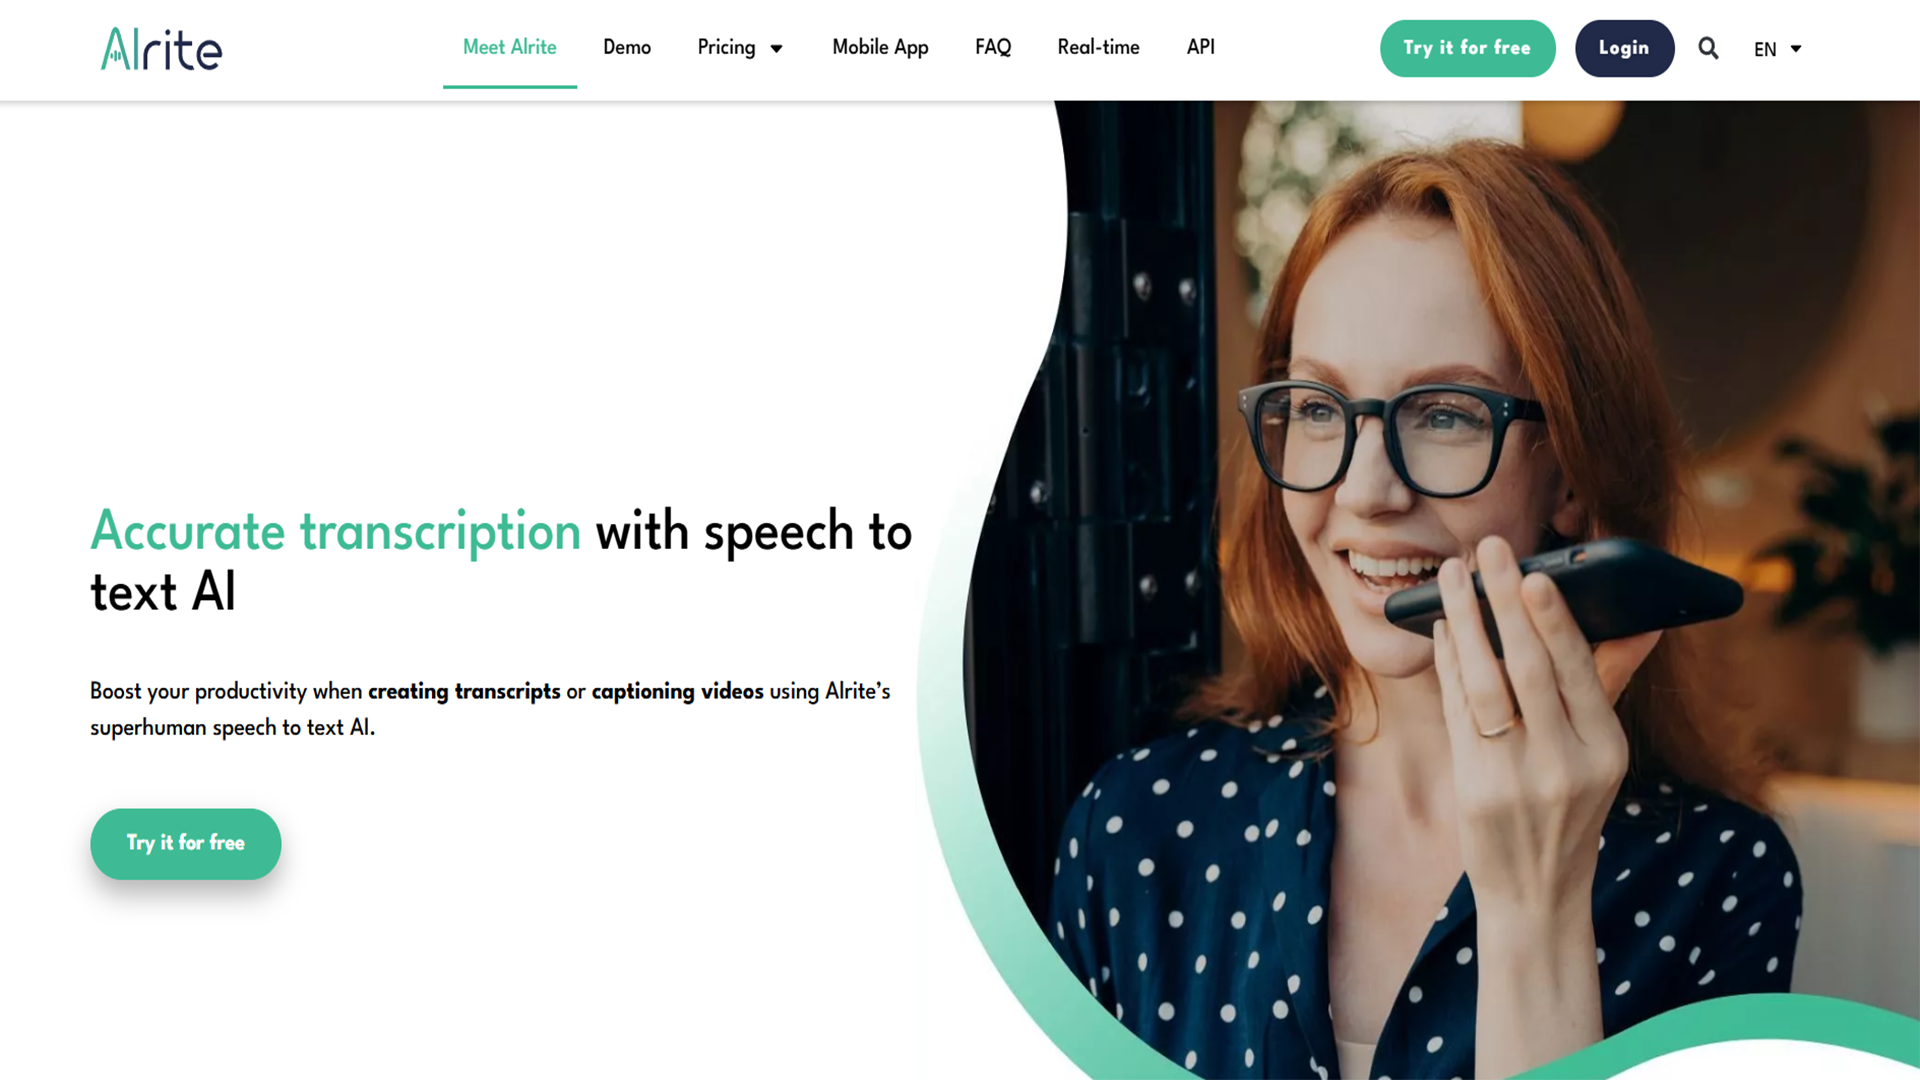 AIrite
Meet Alrite
Demo
Pricing
Mobile App
FAQ
Real-time
API
Try it for free
Login
EN
Accurate transcription with speech to
text AI
Boost your productivity when creating transcripts or captioning videos using Alrite’s
superhuman speech to text AI.
Try it for free